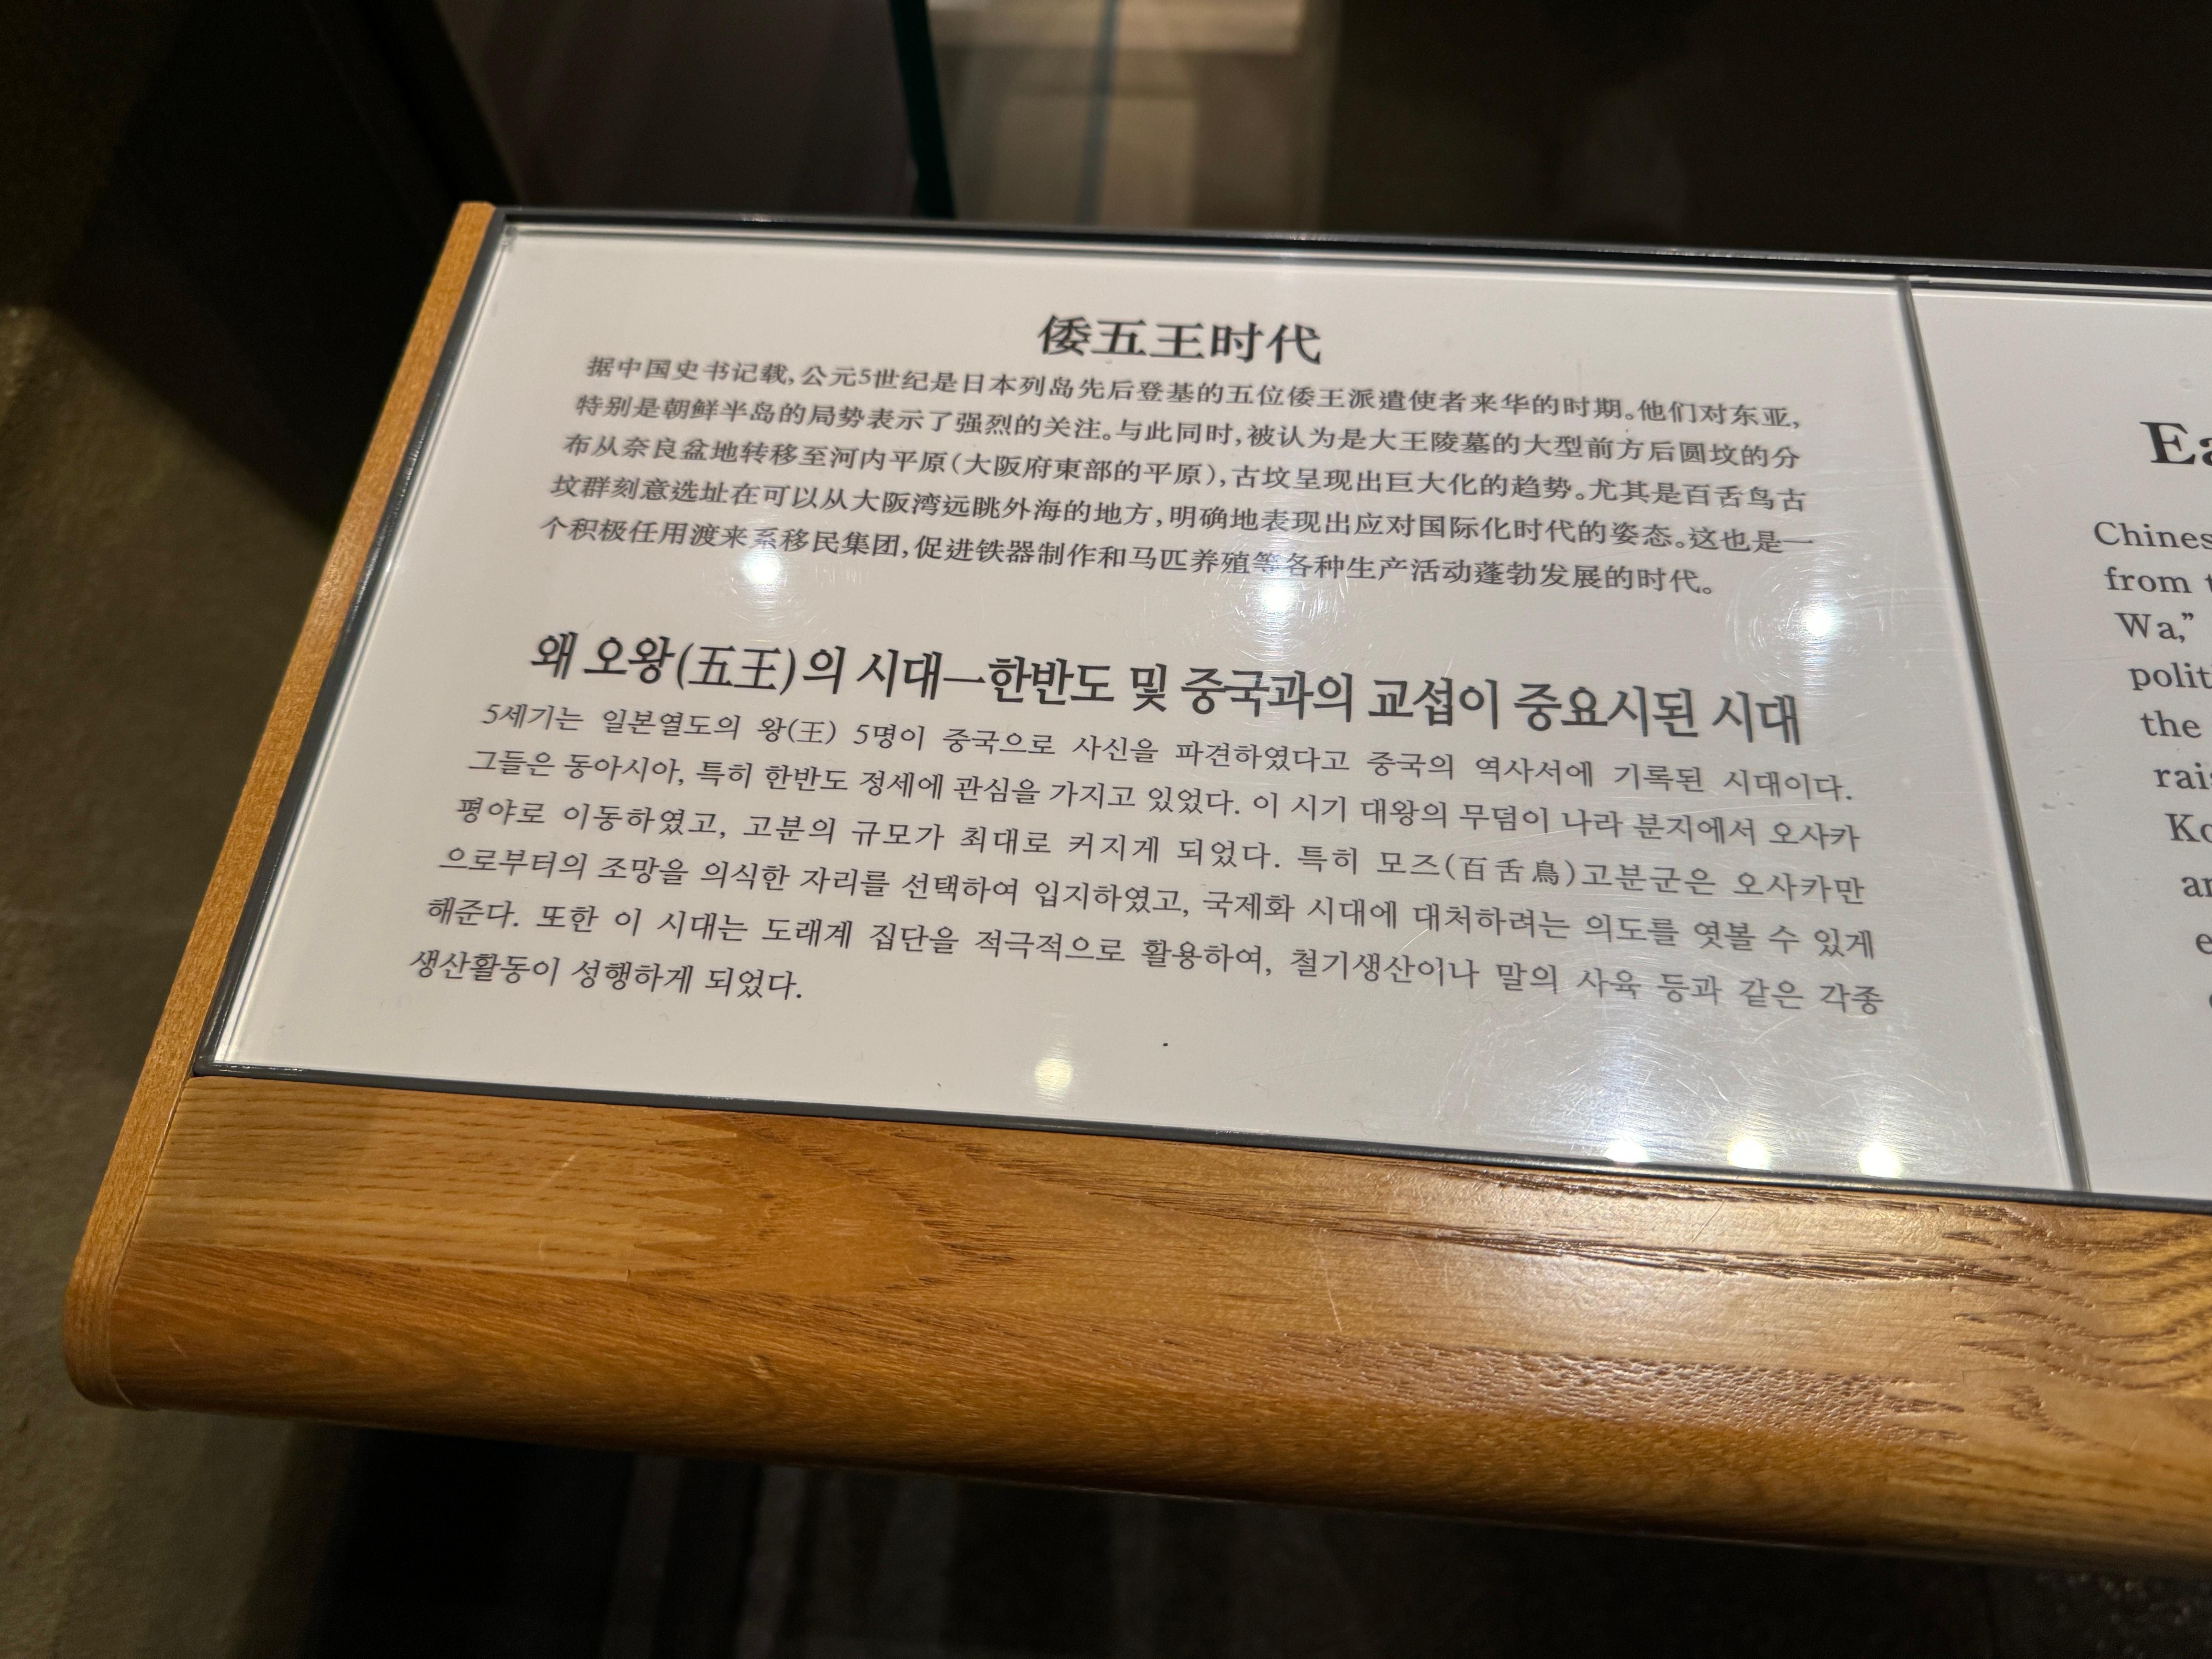 倭五王时代
据中国史书记载,公元5世纪是日本列岛先后登基的五位倭王派遣使者来华的时期。他们对东亚,
特别是朝鲜半岛的局势表示了强烈的关注。与此同时,被认为是大王陵墓的大型前方后圆坟的分
布从奈良盆地转移至河内平原(大阪府東部的平原),古坟呈现出巨大化的趋势。尤其是百舌鸟古
坟群刻意选址在可以从大阪湾远眺外海的地方,明确地表现出应对国际化时代的姿态。这也是一
个积极任用渡来系移民集团,促进铁器制作和马匹养殖等各种生产活动蓬勃发展的时代。
왜 오왕(五王)의 시대—한반도 및 중국과의 교섭이 중요시된 시대
5세기는 일본열도의 왕(王) 5명이 중국으로 사신을 파견하였다고 중국의 역사서에 기록된 시대이다.
그들은 동아시아, 특히 한반도 정세에 관심을 가지고 있었다. 이 시기 대왕의 무덤이 나라 분지에서 오사카
평야로 이동하였고, 고분의 규모가 최대로 커지게 되었다. 특히 모즈(百舌鳥)고분군은 오사카만
으로부터의 조망을 의식한 자리를 선택하여 입지하였고, 국제화 시대에 대처하려는 의도를 엿볼 수 있게
해준다. 또한 이 시대는 도래계 집단을 적극적으로 활용하여, 철기생산이나 말의 사육 등과 같은 각종
생산활동이 성행하게 되었다.
Ea
Chines
from t
Wa,”
polit
the
rai
Ko
an
e